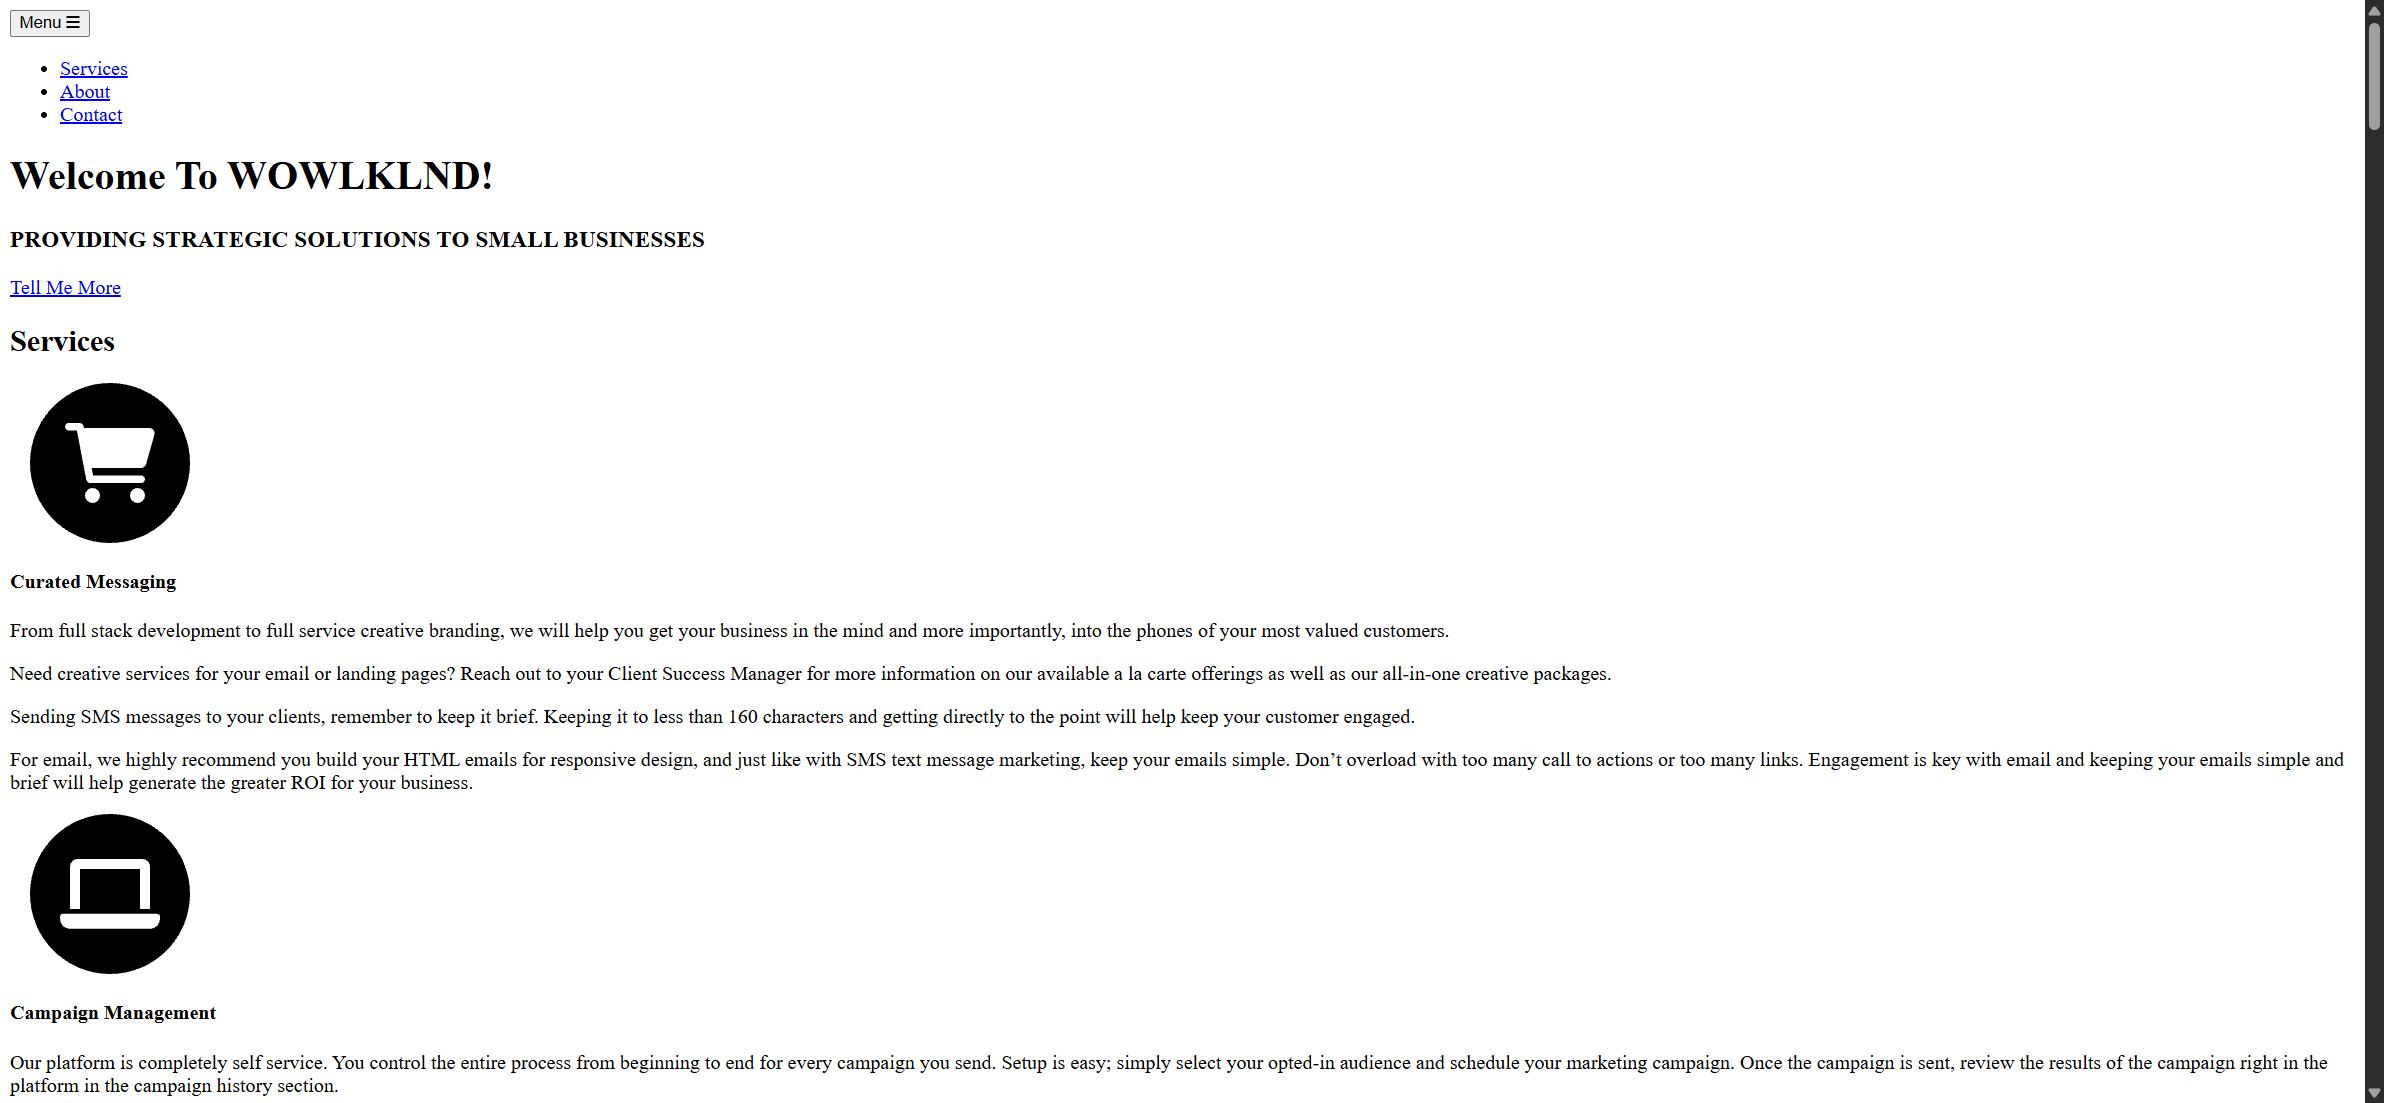 Menu ☰
Services
About
Contact
Welcome To WOWLKLND!
PROVIDING STRATEGIC SOLUTIONS TO SMALL BUSINESSES
Tell Me More
Services
Curated Messaging
From full stack development to full service creative branding, we will help you get your business in the mind and more importantly, into the phones of your most valued customers.
Need creative services for your email or landing pages? Reach out to your Client Success Manager for more information on our available a la carte offerings as well as our all-in-one creative packages.
Sending SMS messages to your clients, remember to keep it brief. Keeping it to less than 160 characters and getting directly to the point will help keep your customer engaged.
For email, we highly recommend you build your HTML emails for responsive design, and just like with SMS text message marketing, keep your emails simple. Don’t overload with too many call to actions or too many links. Engagement is key with email and keeping your emails simple and
brief will help generate the greater ROI for your business.
Campaign Management
Our platform is completely self service. You control the entire process from beginning to end for every campaign you send. Setup is easy; simply select your opted-in audience and schedule your marketing campaign. Once the campaign is sent, review the results of the campaign right in the
platform in the campaign history section.